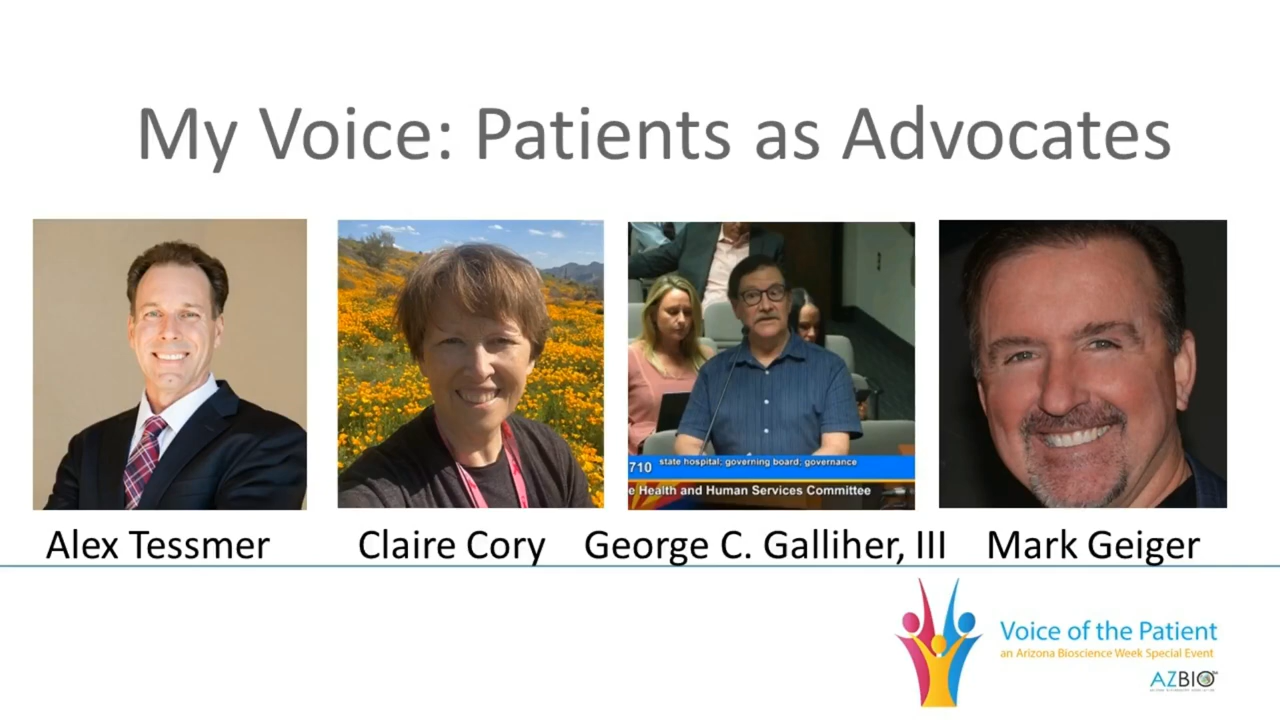 My Voice: Patients as Advocates
710 state hospital; governing board; governance
e Health and Human Services Committee
Alex Tessmer
Claire Cory
George C. Galliher, III
Mark Geiger
Voice of the Patient
an Arizona Bioscience Week Special Event
AZBIO